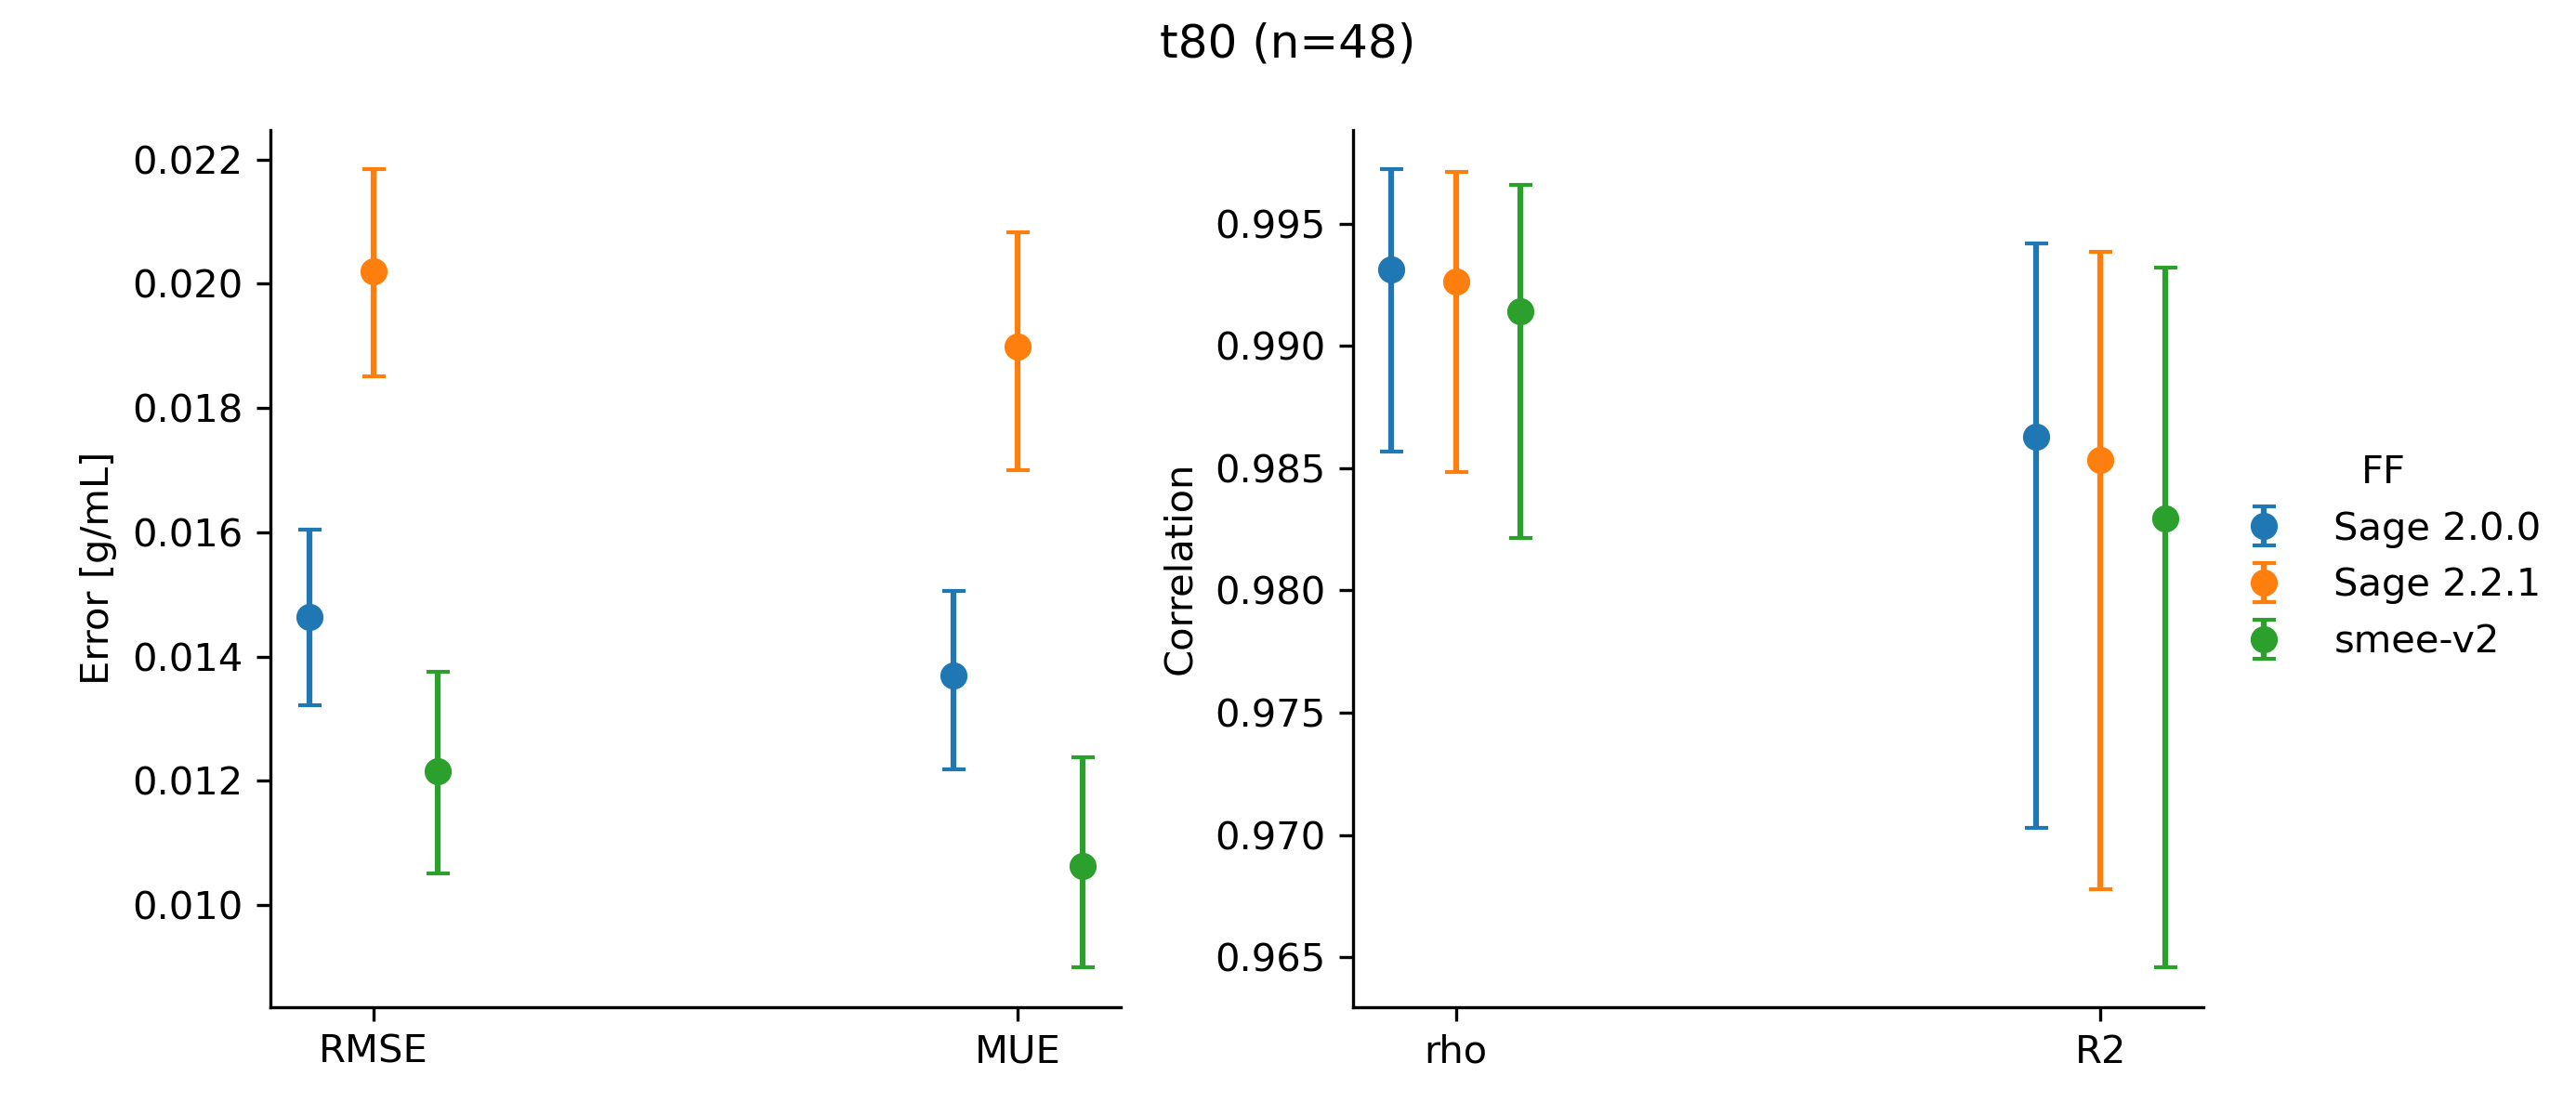 t80 (n=48)
Error [g/mL]
0.022
0.020
0.018
0.016
0.014
0.012
0.010
RMSE
MUE
Correlation
0.995
0.990
0.985
0.980
0.975
0.970
0.965
rho
R2
FF
Sage 2.0.0
Sage 2.2.1
smee-v2